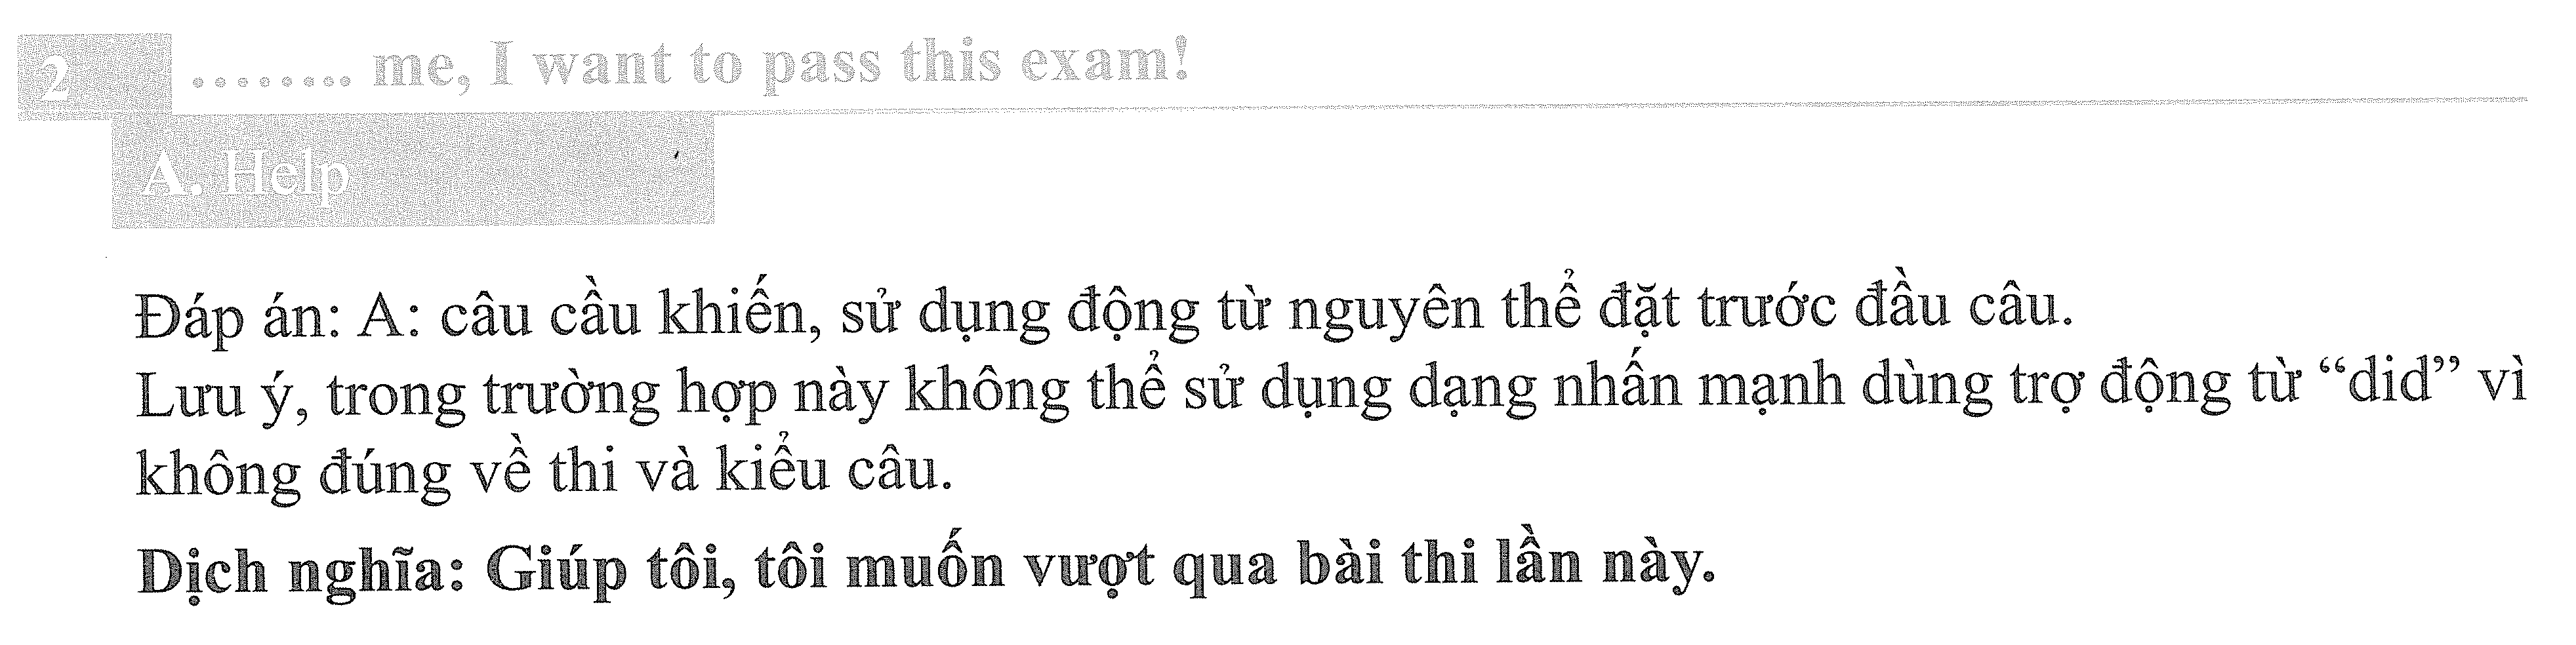 2 ........ me, I want to pass this exam!
A. Help
Đáp án: A: câu cầu khiến, sử dụng động từ nguyên thể đặt trước đầu câu.
Lưu ý, trong trường hợp này không thể sử dụng dạng nhấn mạnh dùng trợ động từ “did” vì
không đúng về thi và kiểu câu.
Dịch nghĩa: Giúp tôi, tôi muốn vượt qua bài thi lần này.